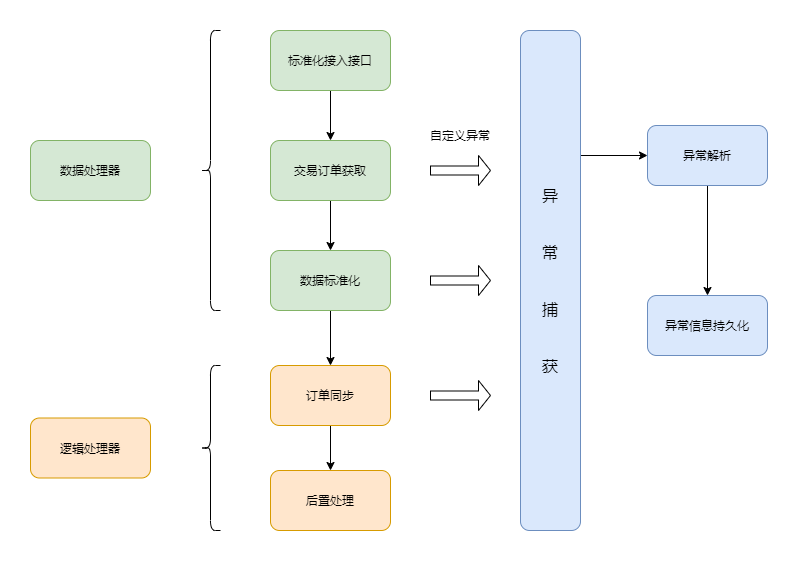 标准化接入接口
自定义异常
数据处理器
交易订单获取
异常解析
数据标准化
异
常
捕
获
异常信息持久化
订单同步
逻辑处理器
后置处理